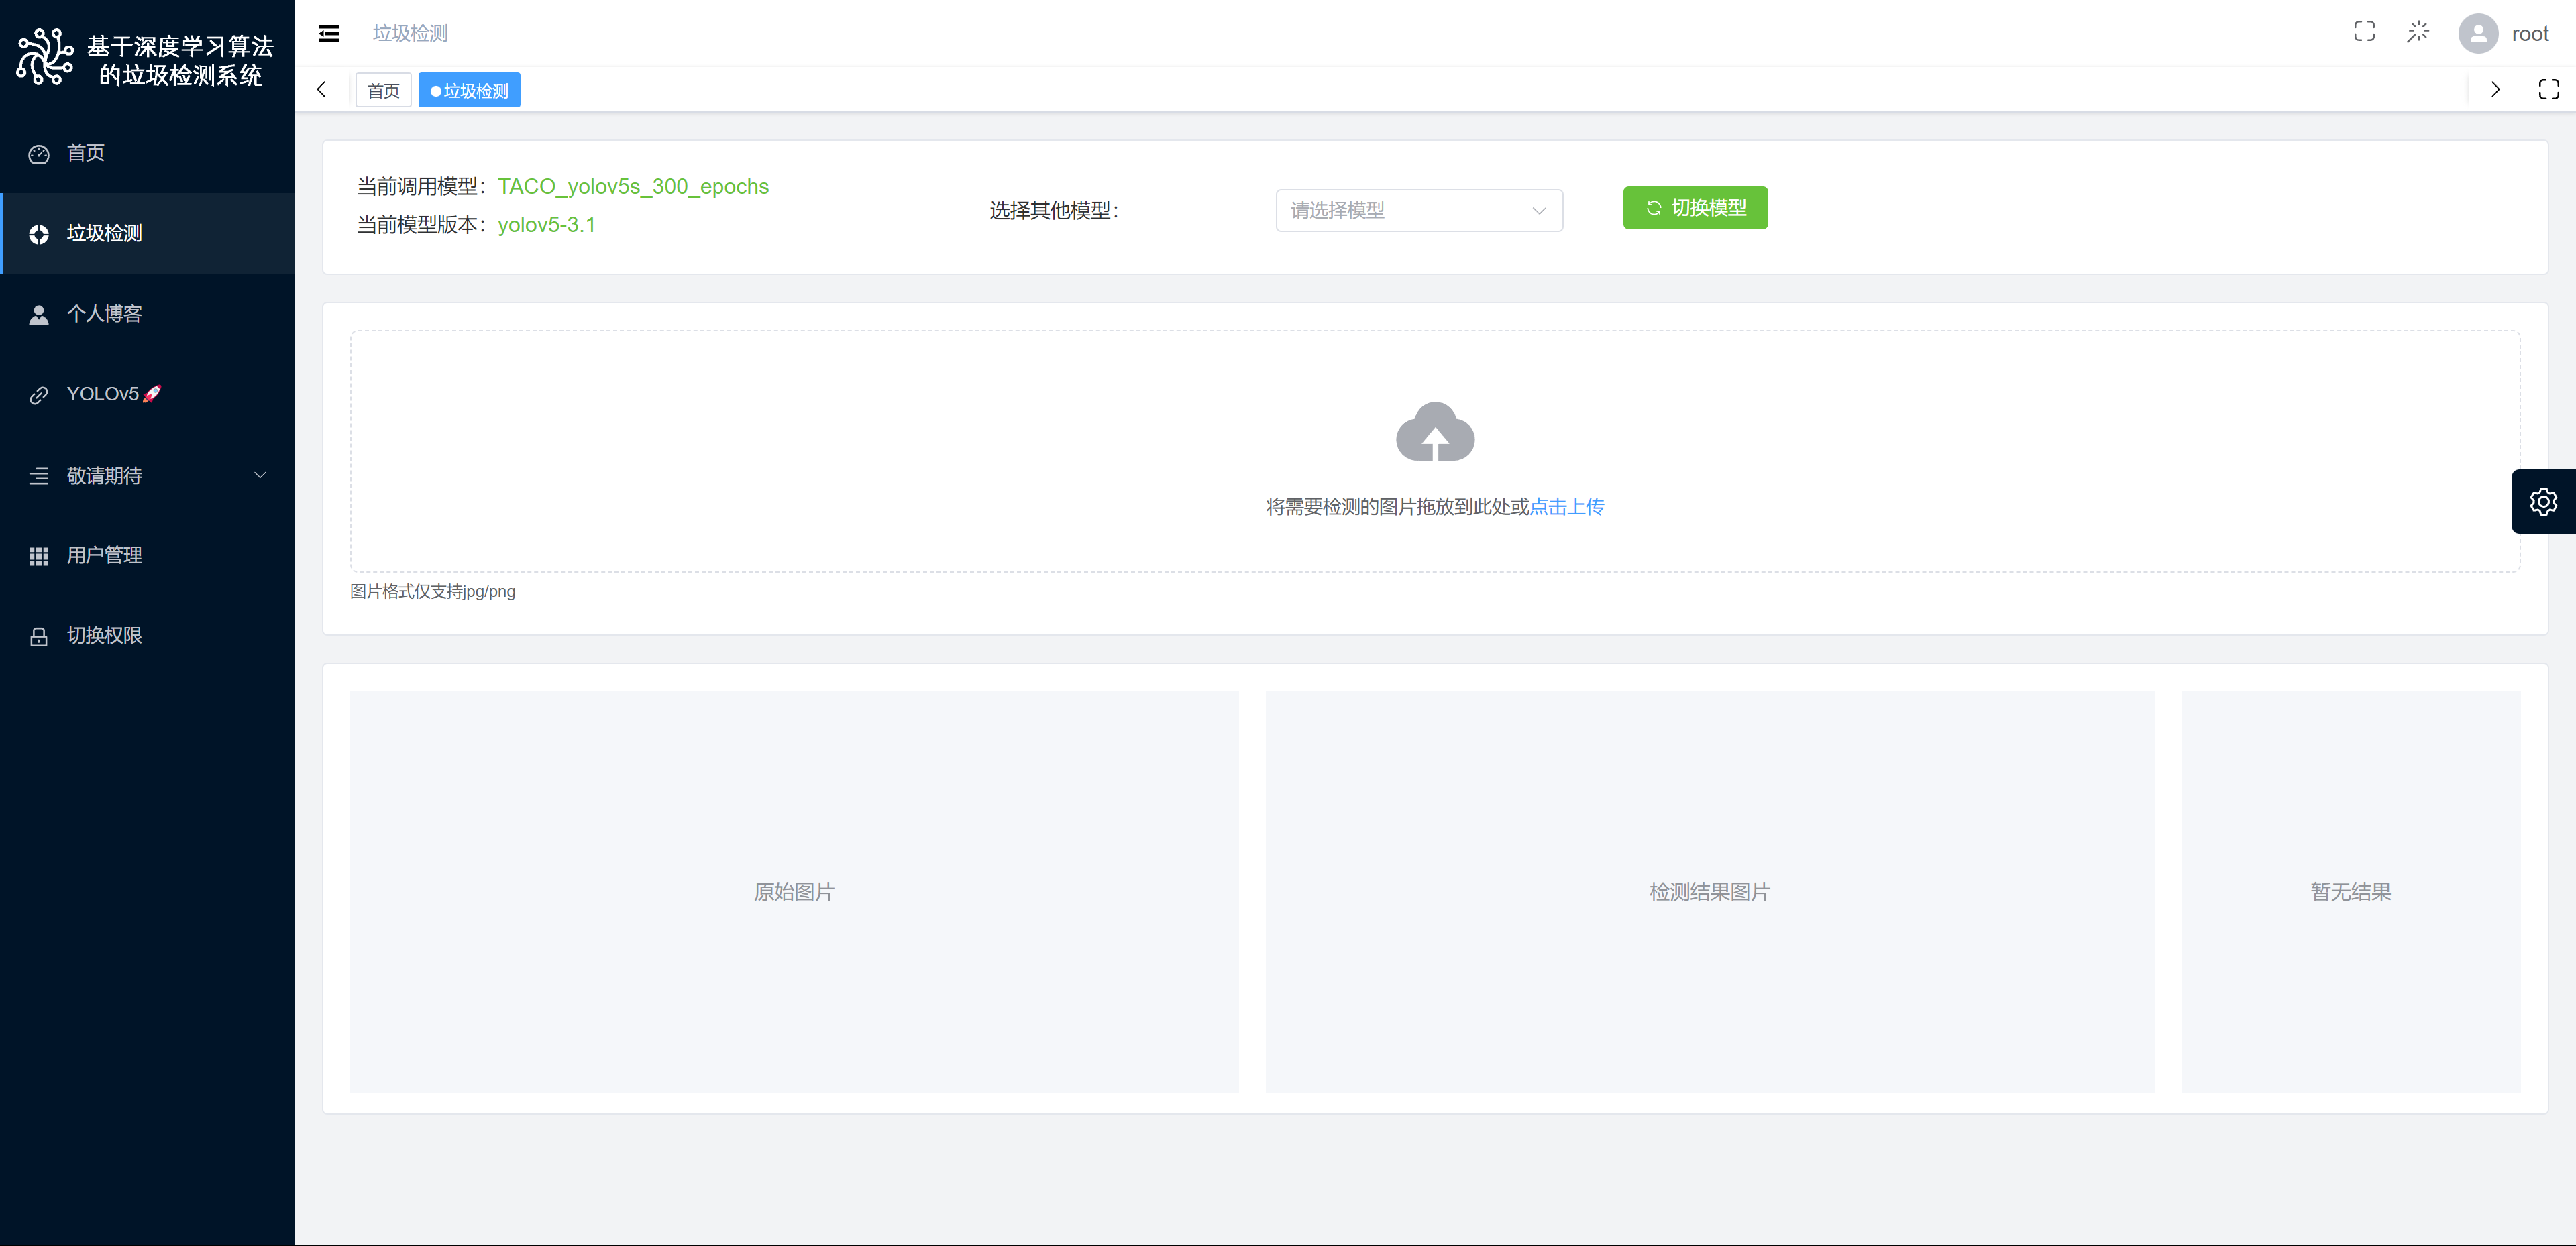 基干深度学习算法
的垃圾检测系统
首页
垃圾检测
个人博客
YOLOv5🚀
敬请期待
用户管理
切换权限
垃圾检测
root
首页
垃圾检测
当前调用模型：TACO_yolov5s_300_epochs
当前模型版本：yolov5-3.1
选择其他模型：
请选择模型
切换模型
将需要检测的图片拖放到此处或点击上传
图片格式仅支持jpg/png
原始图片
检测结果图片
暂无结果